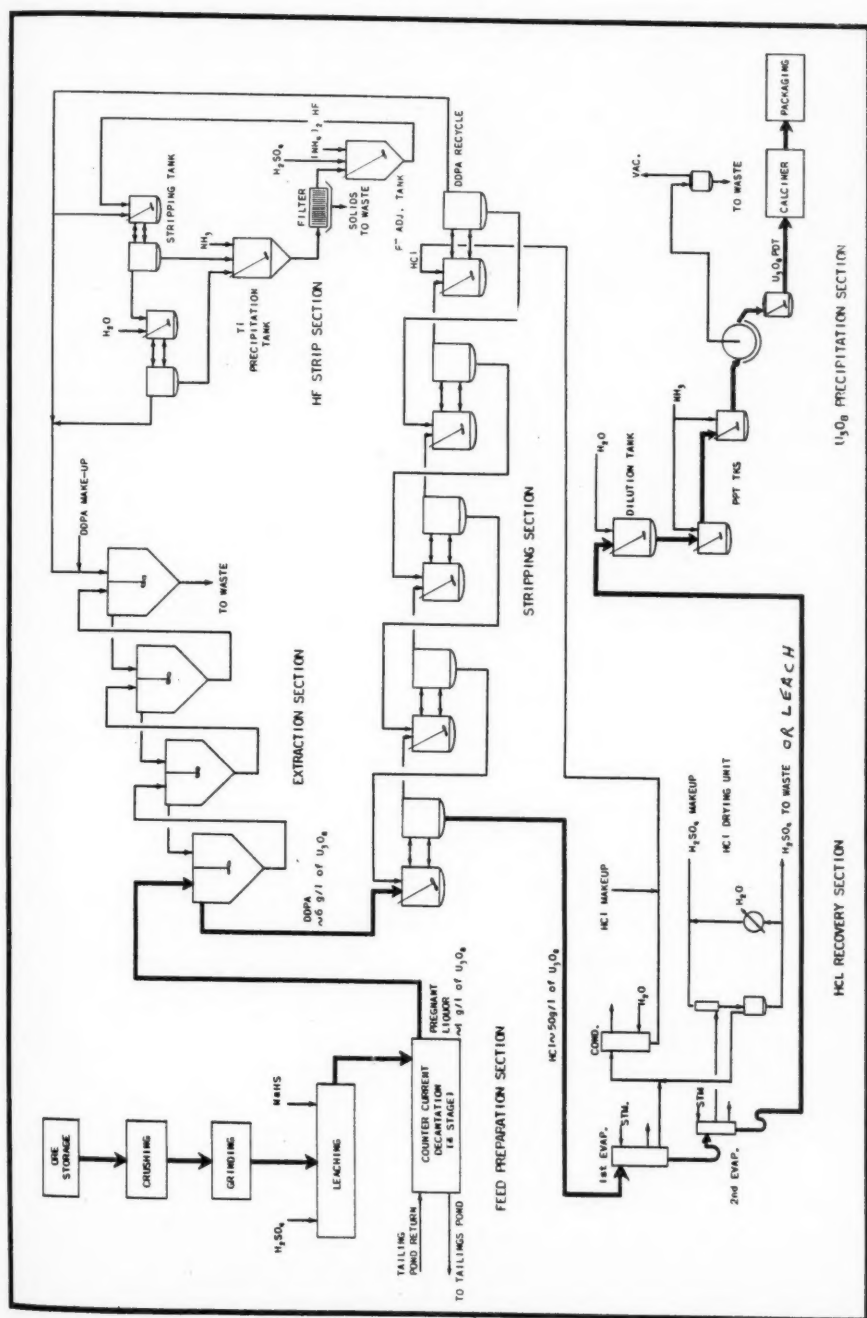 ORE
STORAGE
CRUSHING
GRINDING
H₂SO₄
NaHS
LEACHING
TAILING
POND RETURN
COUNTER CURRENT
DECANTATION
(4 STAGE)
TO TAILINGS POND
PREGNANT
LIQUOR
~1 g/l of U₃O₈
FEED PREPARATION SECTION
DDPA
~6 g/l of U₃O₈
EXTRACTION SECTION
DDPA MAKE-UP
TO WASTE
H₂O
STRIPPING TANK
NH₃
Ti
PRECIPITATION
TANK
HF STRIP SECTION
FILTER
SOLIDS
TO WASTE
H₂SO₄
(NH₄)₂ HF
F⁻ ADJ. TANK
HCl
DDPA RECYCLE
STRIPPING SECTION
HCl~50g/l of U₃O₈
1st EVAP.
STM.
2nd EVAP.
STM
COND.
H₂O
HCl MAKEUP
H₂SO₄ MAKEUP
HCl DRYING UNIT
H₂O
H₂SO₄ TO WASTE OR LEACH
HCL RECOVERY SECTION
H₂O
DILUTION TANK
NH₃
PPT TKS
VAC.
TO WASTE
U₃O₈ PDT
CALCINER
PACKAGING
U₃O₈ PRECIPITATION SECTION